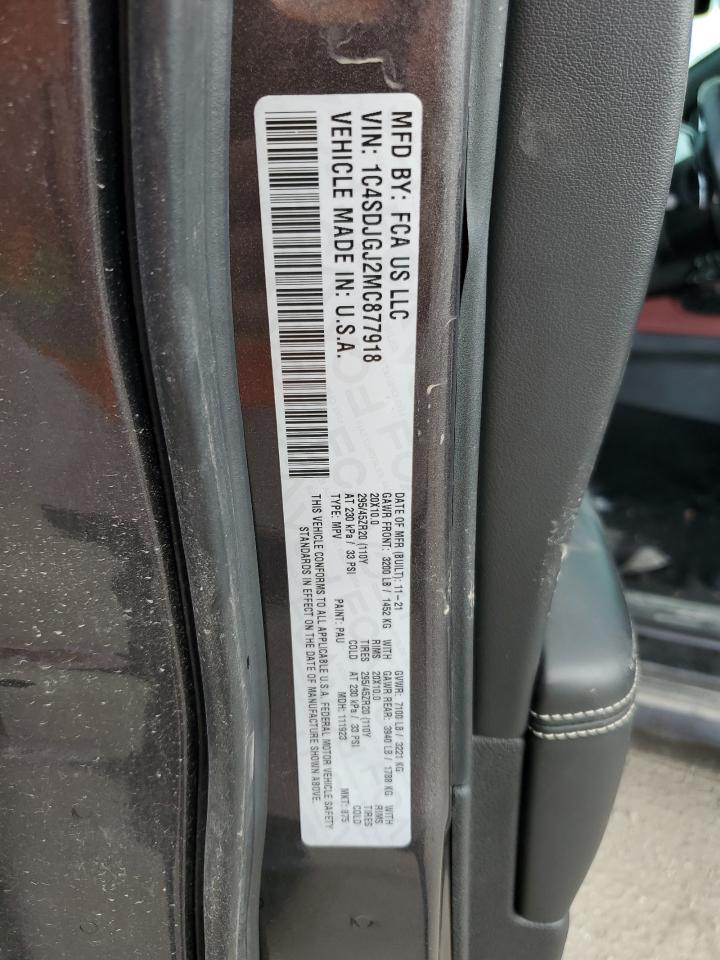 MFD BY: FCA US LLC
VIN: 1C4SDJGJ2MC877918
VEHICLE MADE IN: U.S.A.
DATE OF MFR (BUILT): 11-21 GVWR: 7100 LB / 3221 KG
GAWR FRONT: 3200 LB / 1452 KG WITH GAWR REAR: 3940 LB / 1788 KG WITH
20X10.0 RIMS 20X10.0 RIMS
295/45ZR20 (110Y TIRES 295/45ZR20 (110Y TIRES
AT 230 kPa / 33 PSI COLD AT 230 kPa / 33 PSI COLD
TYPE: MPV PAINT: PAU MDH: 111923 MKT: 875
THIS VEHICLE CONFORMS TO ALL APPLICABLE U.S.A. FEDERAL MOTOR VEHICLE SAFETY
STANDARDS IN EFFECT ON THE DATE OF MANUFACTURE SHOWN ABOVE.